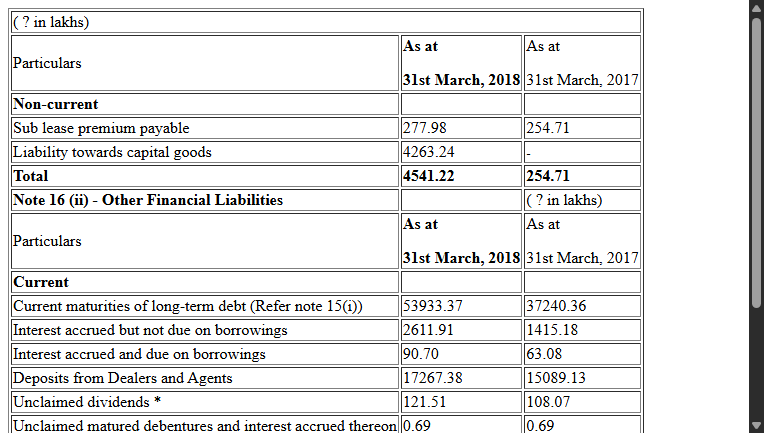 ( ? in lakhs)
Particulars As at 31st March, 2018 As at 31st March, 2017
Non-current
Sub lease premium payable 277.98 254.71
Liability towards capital goods 4263.24 -
Total 4541.22 254.71
Note 16 (ii) - Other Financial Liabilities ( ? in lakhs)
Particulars As at 31st March, 2018 As at 31st March, 2017
Current
Current maturities of long-term debt (Refer note 15(i)) 53933.37 37240.36
Interest accrued but not due on borrowings 2611.91 1415.18
Interest accrued and due on borrowings 90.70 63.08
Deposits from Dealers and Agents 17267.38 15089.13
Unclaimed dividends * 121.51 108.07
Unclaimed matured debentures and interest accrued thereon 0.69 0.69